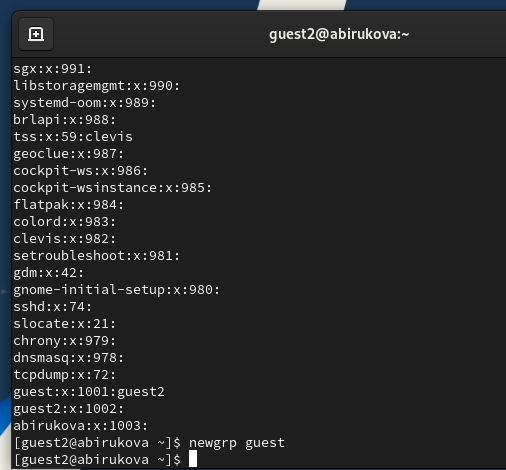 guest2@abirukova:~
sgx:x:991:
libstoragemgmt:x:990:
systemd-oom:x:989:
brlapi:x:988:
tss:x:59:clevis
geoclue:x:987:
cockpit-ws:x:986:
cockpit-wsinstance:x:985:
flatpak:x:984:
colord:x:983:
clevis:x:982:
setroubleshoot:x:981:
gdm:x:42:
gnome-initial-setup:x:980:
sshd:x:74:
slocate:x:21:
chrony:x:979:
dnsmasq:x:978:
tcpdump:x:72:
guest:x:1001:guest2
guest2:x:1002:
abirukova:x:1003:
[guest2@abirukova ~]$ newgrp guest
[guest2@abirukova ~]$